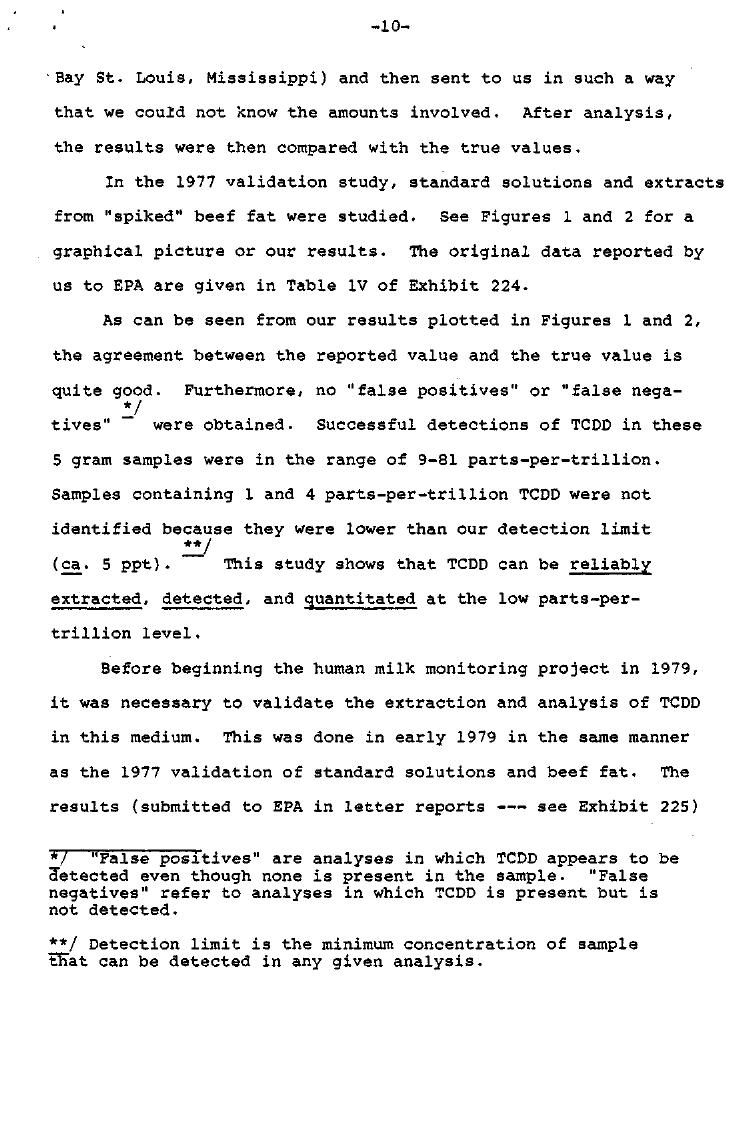 -10-
Bay St. Louis, Mississippi) and then sent to us in such a way
that we could not know the amounts involved. After analysis,
the results were then compared with the true values.
In the 1977 validation study, standard solutions and extracts
from "spiked" beef fat were studied. See Figures 1 and 2 for a
graphical picture or our results. The original data reported by
us to EPA are given in Table 1V of Exhibit 224.
As can be seen from our results plotted in Figures 1 and 2,
the agreement between the reported value and the true value is
quite good. Furthermore, no "false positives" or "false nega-
tives" */ were obtained. Successful detections of TCDD in these
5 gram samples were in the range of 9-81 parts-per-trillion.
Samples containing 1 and 4 parts-per-trillion TCDD were not
identified because they were lower than our detection limit
(ca. 5 ppt). **/ This study shows that TCDD can be reliably
extracted, detected, and quantitated at the low parts-per-
trillion level.
Before beginning the human milk monitoring project in 1979,
it was necessary to validate the extraction and analysis of TCDD
in this medium. This was done in early 1979 in the same manner
as the 1977 validation of standard solutions and beef fat. The
results (submitted to EPA in letter reports --- see Exhibit 225)
*/ "False positives" are analyses in which TCDD appears to be
detected even though none is present in the sample. "False
negatives" refer to analyses in which TCDD is present but is
not detected.
**/ Detection limit is the minimum concentration of sample
that can be detected in any given analysis.